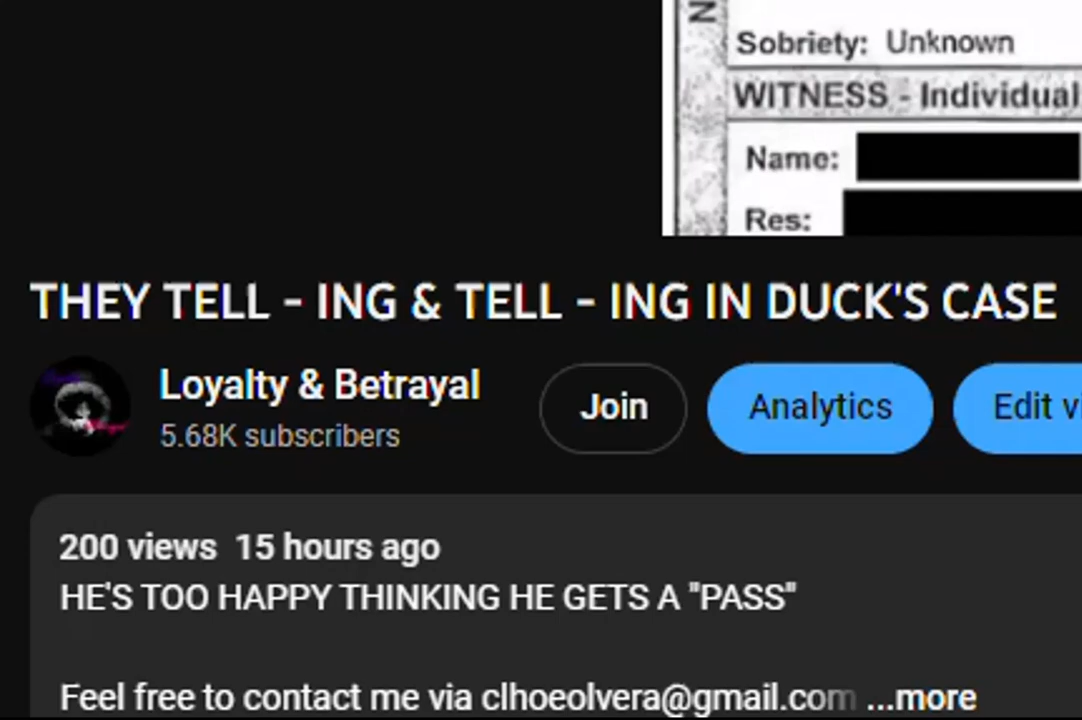 N
Sobriety: Unknown
WITNESS - Individual
Name:
Res:
THEY TELL - ING & TELL - ING IN DUCK'S CASE
Loyalty & Betrayal
5.68K subscribers
Join
Analytics
Edit v
200 views 15 hours ago
HE'S TOO HAPPY THINKING HE GETS A "PASS"
Feel free to contact me via clhoeolvera@gmail.com ...more